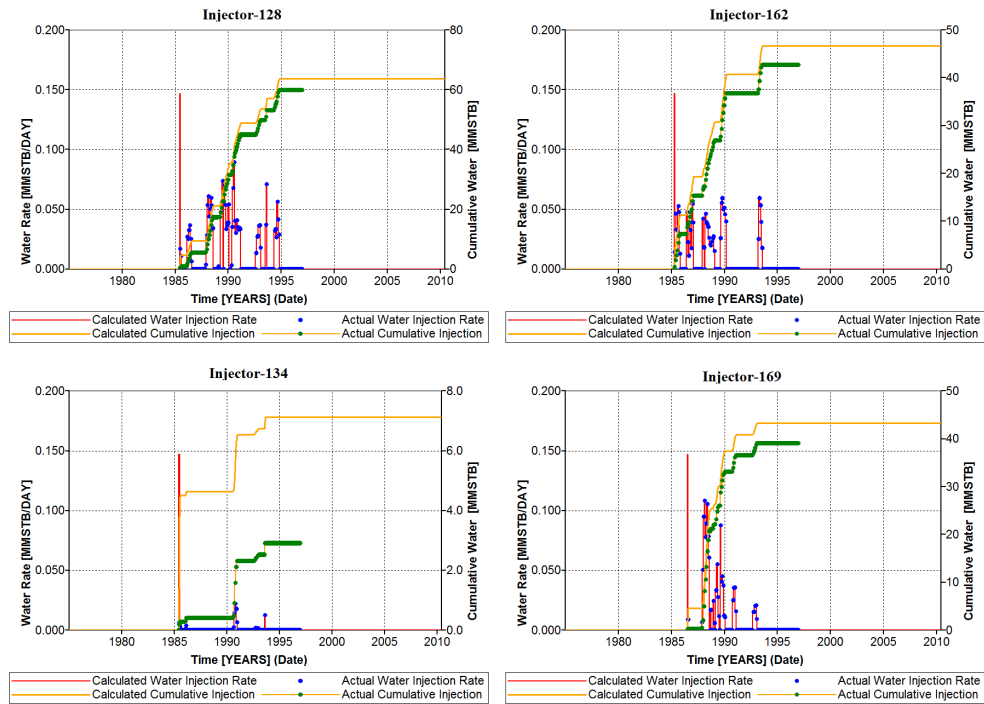 Injector-128
0.200
0.150
0.100
0.050
0.000
80
60
40
20
0
Water Rate [MMSTB/DAY]
Cumulative Water [MMSTB]
1980 1985 1990 1995 2000 2005 2010
Time [YEARS] (Date)
Calculated Water Injection Rate Actual Water Injection Rate
Calculated Cumulative Injection Actual Cumulative Injection
Injector-162
0.200
0.150
0.100
0.050
0.000
50
40
30
20
10
0
Water Rate [MMSTB/DAY]
Cumulative Water [MMSTB]
1980 1985 1990 1995 2000 2005 2010
Time [YEARS] (Date)
Calculated Water Injection Rate Actual Water Injection Rate
Calculated Cumulative Injection Actual Cumulative Injection
Injector-134
0.200
0.150
0.100
0.050
0.000
8.0
6.0
4.0
2.0
0.0
Water Rate [MMSTB/DAY]
Cumulative Water [MMSTB]
1980 1985 1990 1995 2000 2005 2010
Time [YEARS] (Date)
Calculated Water Injection Rate Actual Water Injection Rate
Calculated Cumulative Injection Actual Cumulative Injection
Injector-169
0.200
0.150
0.100
0.050
0.000
50
40
30
20
10
0
Water Rate [MMSTB/DAY]
Cumulative Water [MMSTB]
1980 1985 1990 1995 2000 2005 2010
Time [YEARS] (Date)
Calculated Water Injection Rate Actual Water Injection Rate
Calculated Cumulative Injection Actual Cumulative Injection